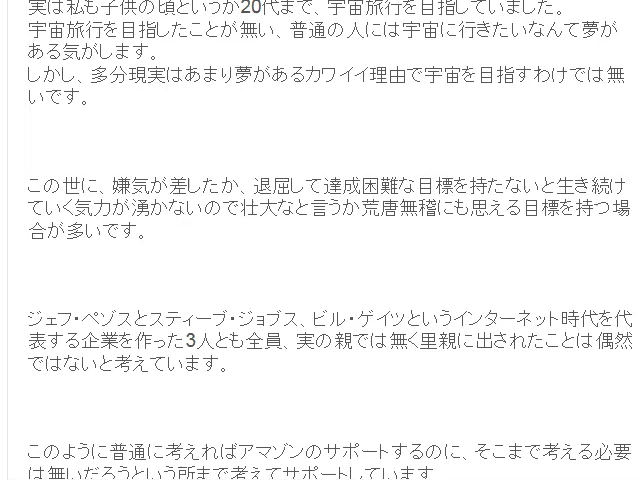 実は私も子供の頃というか20代まで、宇宙旅行を目指していました。
宇宙旅行を目指したことが無い、普通の人には宇宙に行きたいなんて夢が
ある気がします。
しかし、多分現実はあまり夢があるカワイイ理由で宇宙を目指すわけでは無
いです。
この世に、嫌気が差したか、退屈して達成困難な目標を持たないと生き続け
ていく気力が湧かないので壮大なと言うか荒唐無稽にも思える目標を持つ場
合が多いです。
ジェフ・ペゾスとスティーブ・ジョブス、ビル・ゲイツというインターネット時代を代
表する企業を作った3人とも全員、実の親では無く里親に出されたことは偶然
ではないと考えています。
このように普通に考えればアマゾンのサポートするのに、そこまで考える必要
は無いだろうという所まで考えてサポートしています